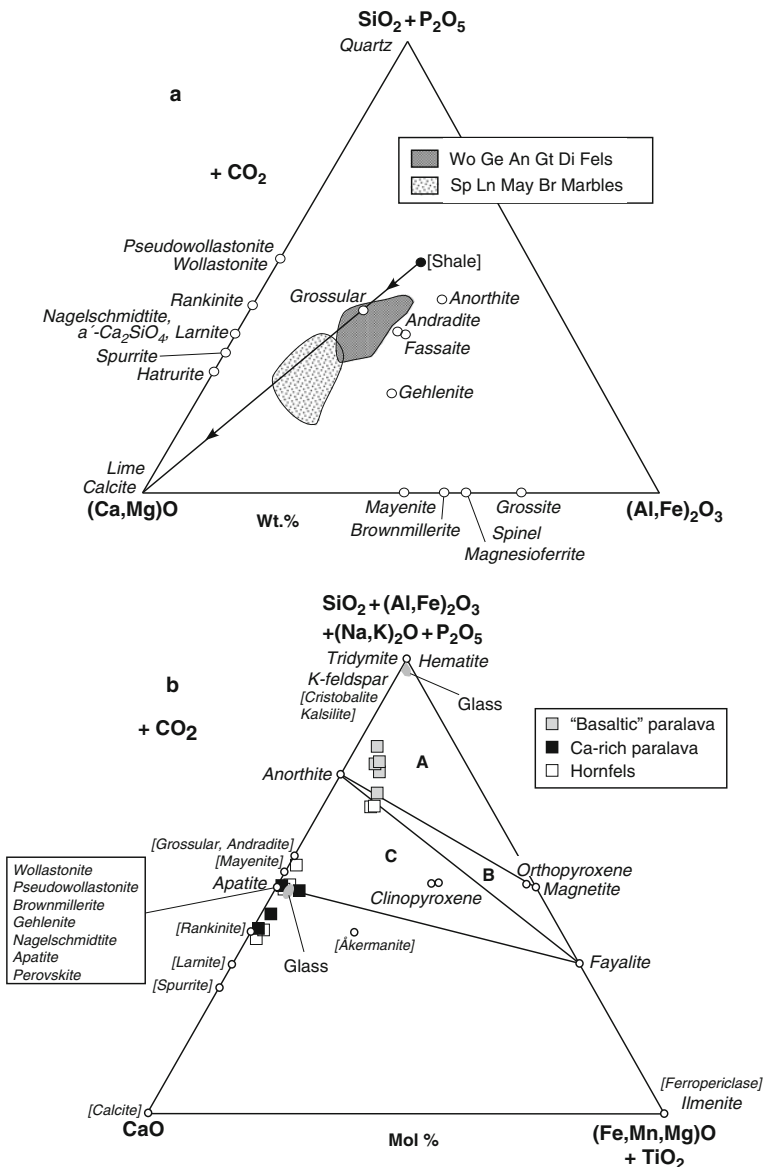 SiO2 + P2O5
Quartz
a
+ CO2
Wo Ge An Gt Di Fels
Sp Ln May Br Marbles
Pseudowollastonite
Wollastonite
[Shale]
Rankinite
Grossular
Anorthite
Nagelschmidtite,
a´-Ca2SiO4, Larnite
Andradite
Spurrite
Fassaite
Hatrurite
Gehlenite
Lime
Calcite
(Ca,Mg)O
Wt.%
Mayenite
Brownmillerite
Spinel
Magnesioferrite
Grossite
(Al,Fe)2O3
SiO2 + (Al,Fe)2O3
+(Na,K)2O + P2O5
b
+ CO2
Tridymite
Hematite
K-feldspar
[Cristobalite
Kalsilite]
Glass
"Basaltic" paralava
Ca-rich paralava
Hornfels
A
Anorthite
[Grossular, Andradite]
[Mayenite]
C
B
Orthopyroxene
Magnetite
Apatite
Clinopyroxene
Wollastonite
Pseudowollastonite
Brownmillerite
Gehlenite
Nagelschmidtite
Apatite
Perovskite
[Rankinite]
[Åkermanite]
Glass
[Larnite]
Fayalite
[Spurrite]
[Calcite]
CaO
Mol %
[Ferropericlase]
Ilmenite
(Fe,Mn,Mg)O
+ TiO2